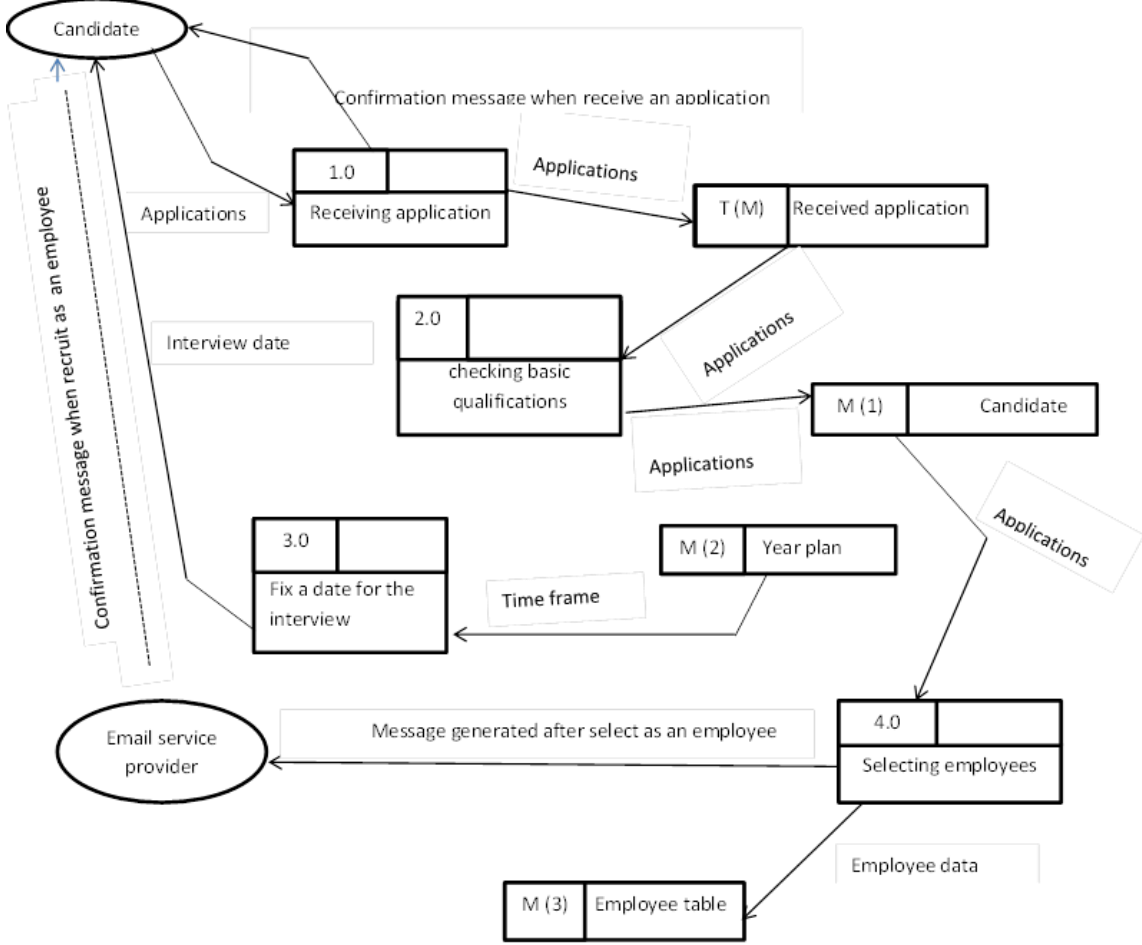 Candidate
Confirmation message when receive an application
1.0
Receiving application
Applications
Applications
T (M)
Received application
2.0
checking basic
qualifications
Applications
Interview date
Confirmation message when recruit as  an employee
M (1)
Candidate
Applications
Applications
3.0
Fix a date for the
interview
M (2)
Year plan
Time frame
Email service
provider
Message generated after select as an employee
4.0
Selecting employees
Employee data
M (3)
Employee table